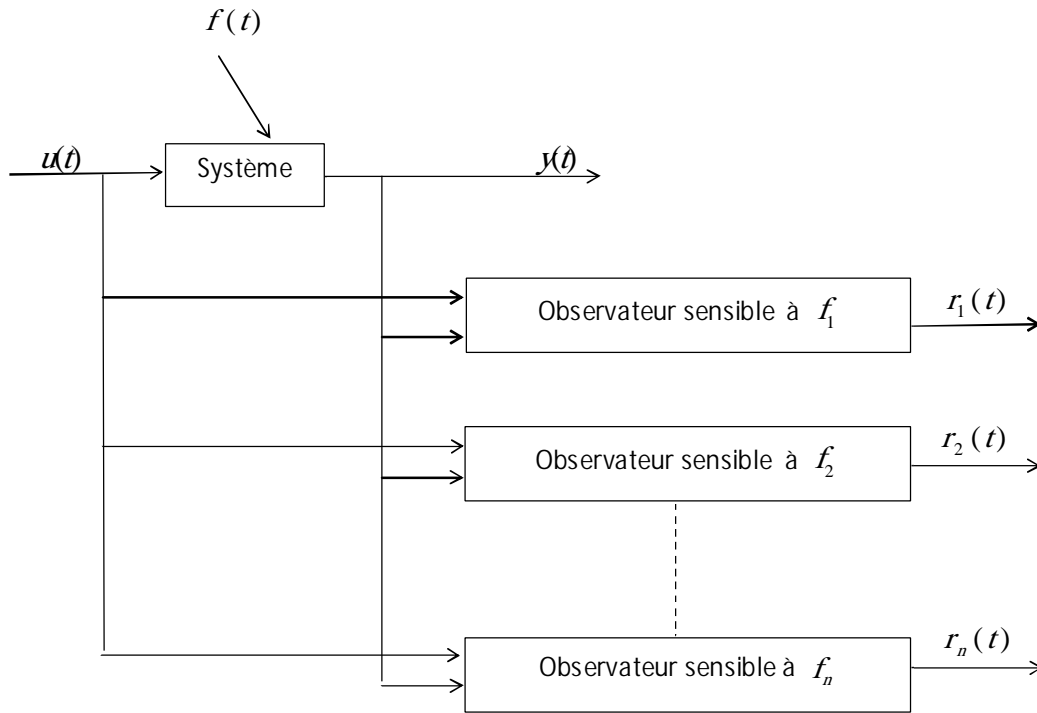 f(t)
u(t)
Système
y(t)
Observateur sensible à f₁
r₁(t)
Observateur sensible à f₂
r₂(t)
Observateur sensible à fₙ
rₙ(t)